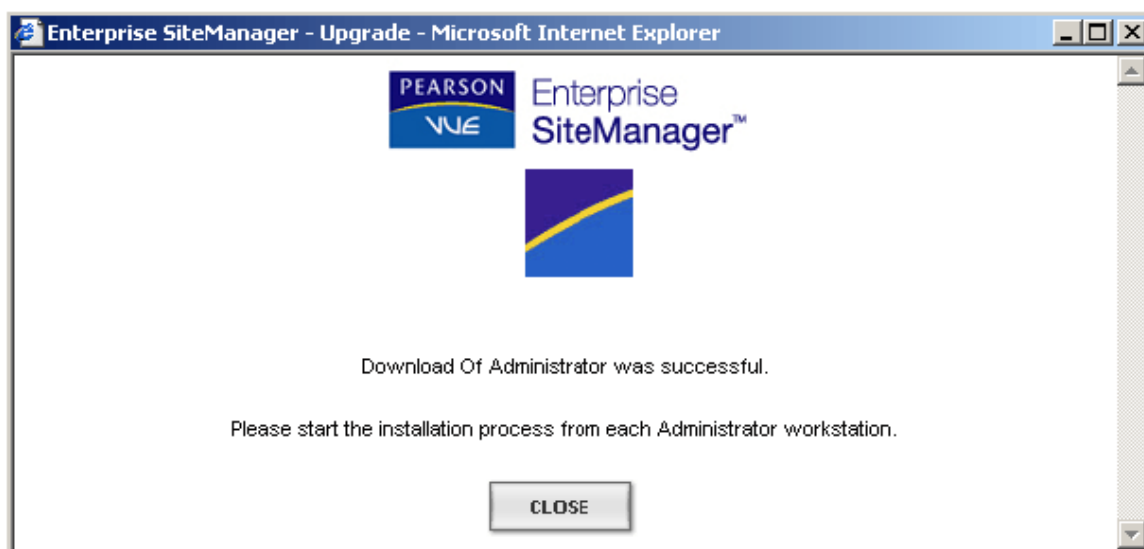 Enterprise SiteManager - Upgrade - Microsoft Internet Explorer
PEARSON
VUE
Enterprise
SiteManager™
Download Of Administrator was successful.
Please start the installation process from each Administrator workstation.
CLOSE